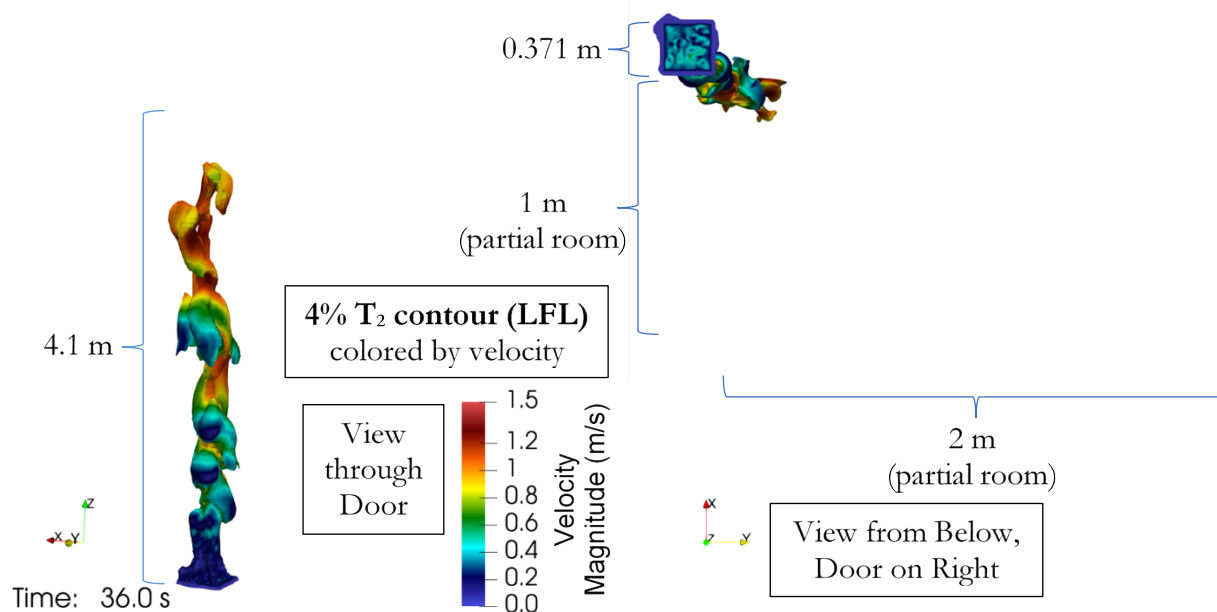 0.371 m
1 m
(partial room)
4% T₂ contour (LFL)
colored by velocity
4.1 m
View
through
Door
1.5
1.2
1
0.8
0.6
0.4
0.2
0.0
Velocity
Magnitude (m/s)
2 m
(partial room)
View from Below,
Door on Right
Z
X
Y
X
Z
Y
Time: 36.0 s